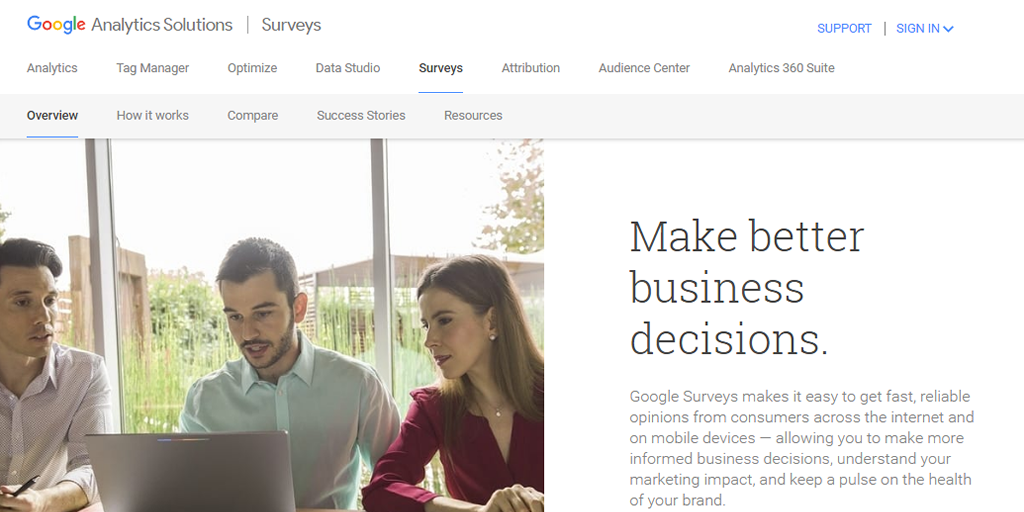 Google Analytics Solutions | Surveys
SUPPORT | SIGN IN
Analytics Tag Manager Optimize Data Studio Surveys Attribution Audience Center Analytics 360 Suite
Overview How it works Compare Success Stories Resources
Make better
business
decisions.
Google Surveys makes it easy to get fast, reliable
opinions from consumers across the internet and
on mobile devices — allowing you to make more
informed business decisions, understand your
marketing impact, and keep a pulse on the health
of your brand.